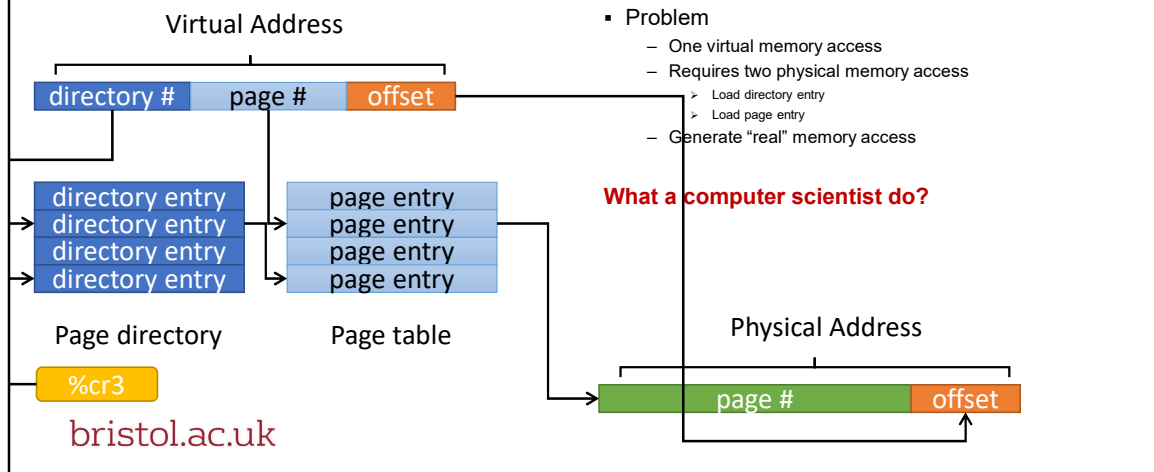 Virtual Address
directory # page # offset
▪ Problem
– One virtual memory access
– Requires two physical memory access
➢ Load directory entry
➢ Load page entry
– Generate “real” memory access
What a computer scientist do?
directory entry
directory entry
directory entry
directory entry
page entry
page entry
page entry
page entry
Page directory
Page table
%cr3
Physical Address
page # offset
bristol.ac.uk